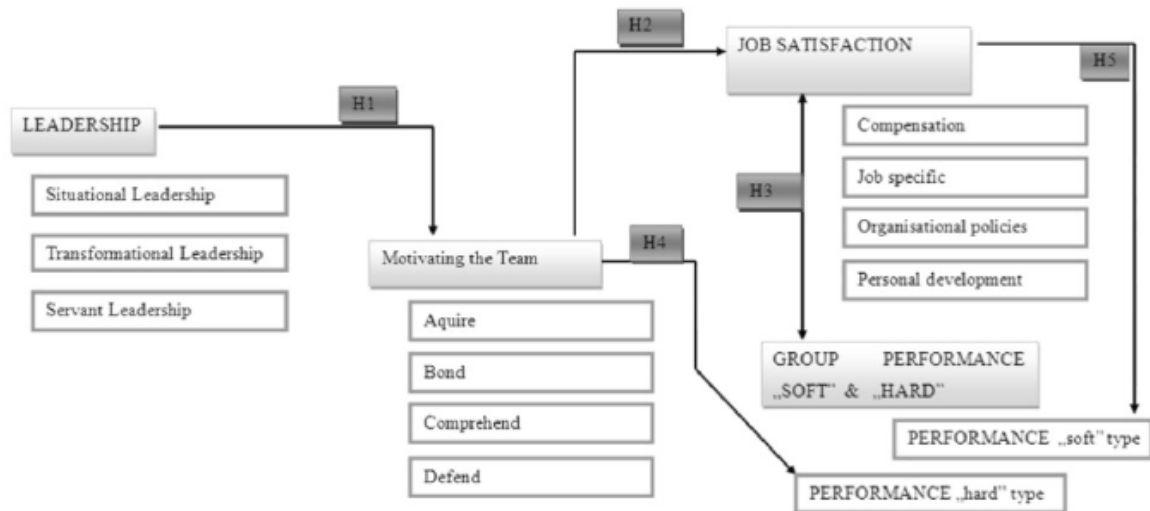 H2
JOB SATISFACTION
H5
H1
LEADERSHIP
Compensation
Situational Leadership
Job specific
H3
Organisational policies
H4
Transformational Leadership
Motivating the Team
Personal development
Servant Leadership
Aquire
GROUP PERFORMANCE
„SOFT” & „HARD”
Bond
Comprehend
PERFORMANCE „soft” type
Defend
PERFORMANCE „hard” type